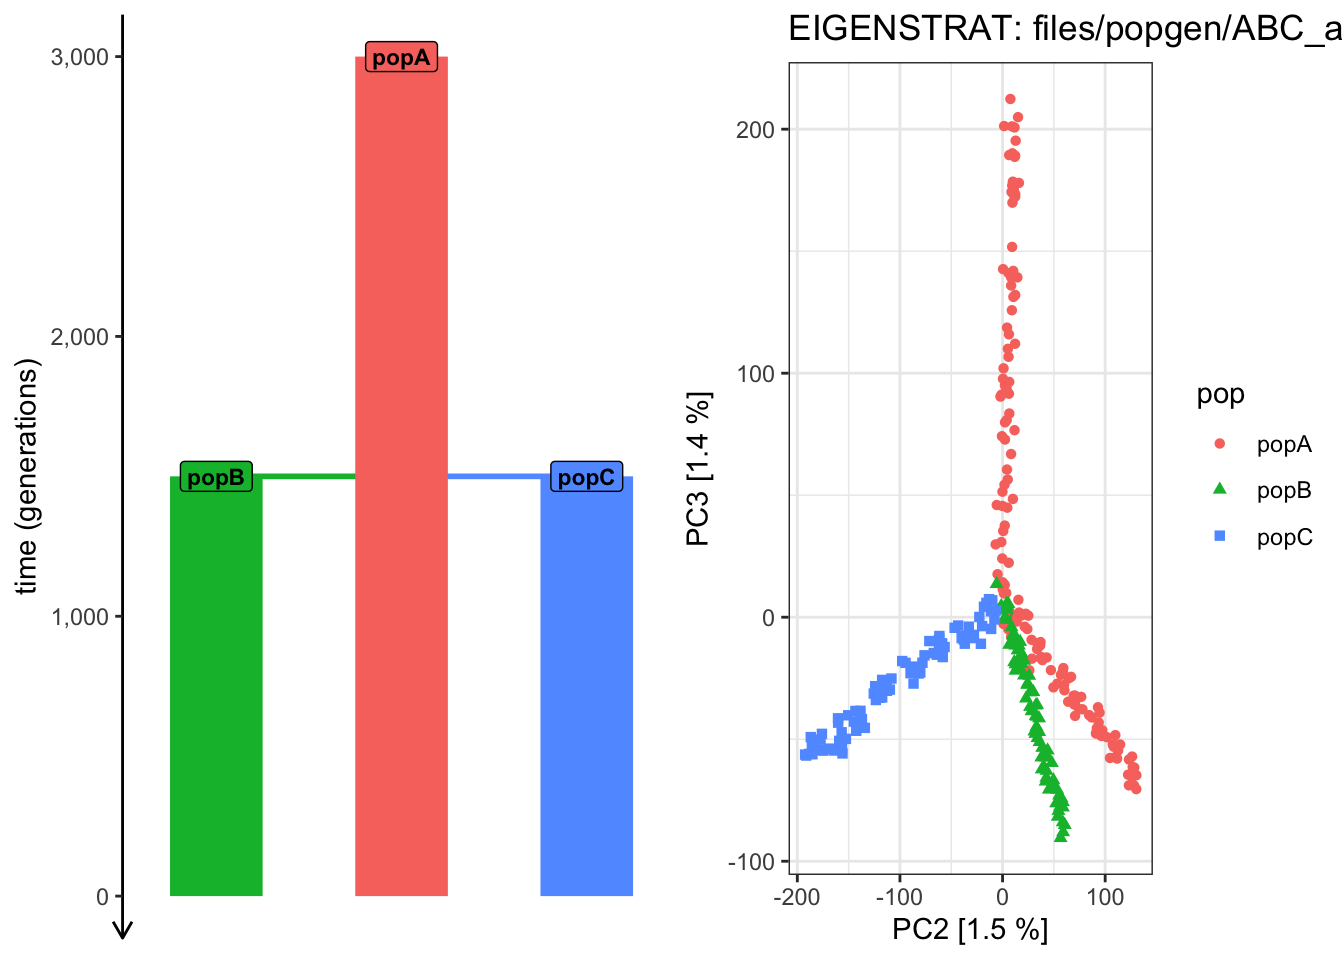 3,000
2,000
1,000
0
time (generations)
popA
popB
popC
EIGENSTRAT: files/popgen/ABC_a
200
100
0
-100
PC3 [1.4 %]
-200
-100
0
100
PC2 [1.5 %]
pop
popA
popB
popC